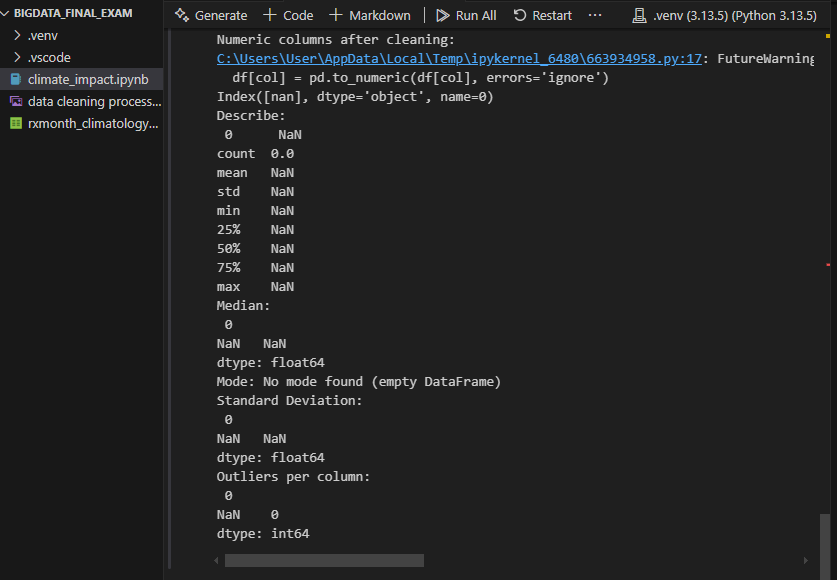 BIGDATA_FINAL_EXAM
.venv
.vscode
climate_impact.ipynb
data cleaning process...
rxmonth_climatology...
Generate + Code + Markdown | Run All Restart ... .venv (3.13.5) (Python 3.13.5)
Numeric columns after cleaning:
C:\Users\User\AppData\Local\Temp\ipykernel_6480\663934958.py:17: FutureWarning
df[col] = pd.to_numeric(df[col], errors='ignore')
Index([nan], dtype='object', name=0)
Describe:
0 NaN
count 0.0
mean NaN
std NaN
min NaN
25% NaN
50% NaN
75% NaN
max NaN
Median:
0
NaN NaN
dtype: float64
Mode: No mode found (empty DataFrame)
Standard Deviation:
0
NaN NaN
dtype: float64
Outliers per column:
0
NaN 0
dtype: int64